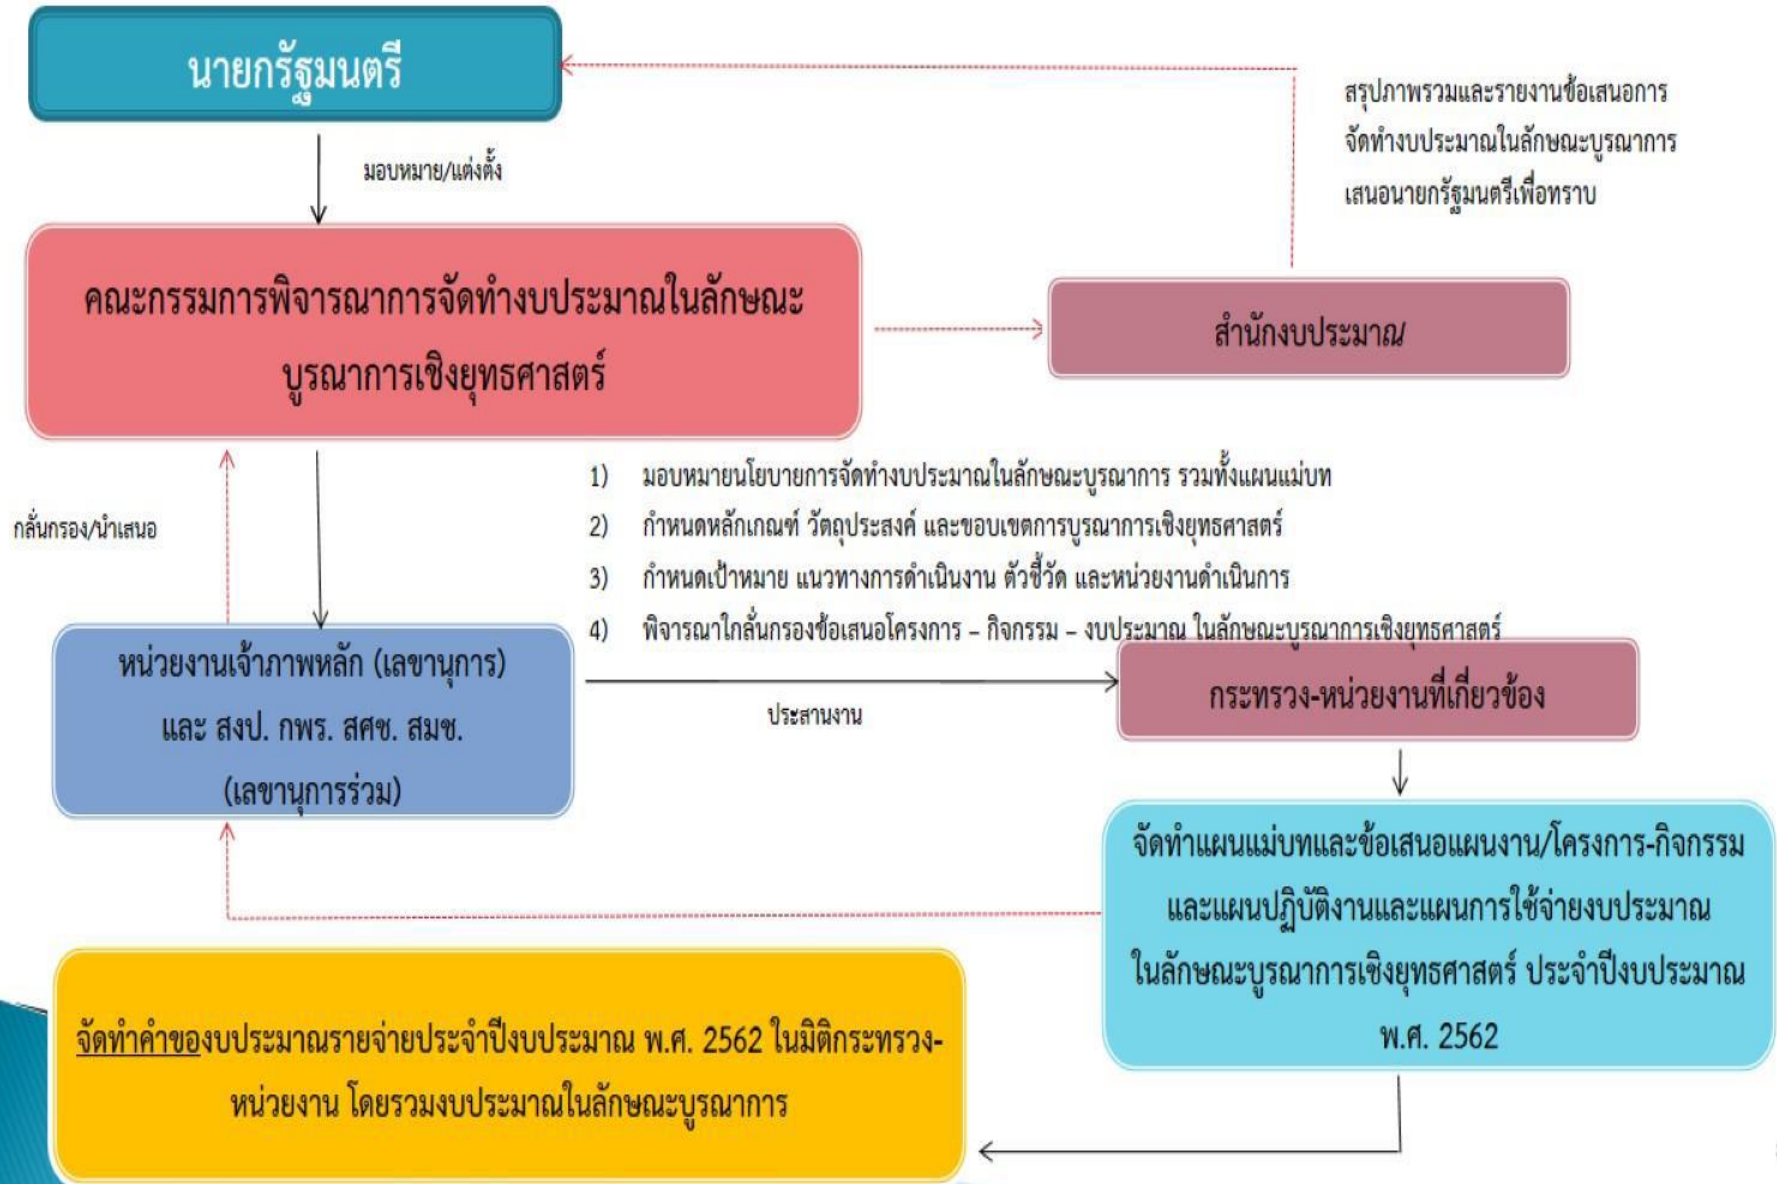 นายกรัฐมนตรี
สรุปภาพรวมและรายงานข้อเสนอการ
จัดทำงบประมาณในลักษณะบูรณาการ
เสนอนายกรัฐมนตรีเพื่อทราบ
มอบหมาย/แต่งตั้ง
คณะกรรมการพิจารณาการจัดทำงบประมาณในลักษณะ
บูรณาการเชิงยุทธศาสตร์
สำนักงบประมาณ
1) มอบหมายนโยบายการจัดทำงบประมาณในลักษณะบูรณาการ รวมทั้งแผนแม่บท
2) กำหนดหลักเกณฑ์ วัตถุประสงค์ และขอบเขตการบูรณาการเชิงยุทธศาสตร์
3) กำหนดเป้าหมาย แนวทางการดำเนินงาน ตัวชี้วัด และหน่วยงานดำเนินการ
4) พิจารณาใกลั่นกรองข้อเสนอโครงการ – กิจกรรม – งบประมาณ ในลักษณะบูรณาการเชิงยุทธศาสตร์
กลั่นกรอง/นำเสนอ
หน่วยงานเจ้าภาพหลัก (เลขานุการ)
และ สงป. กพร. สศช. สมช.
(เลขานุการร่วม)
ประสานงาน
กระทรวง-หน่วยงานที่เกี่ยวข้อง
จัดทำแผนแม่บทและข้อเสนอแผนงาน/โครงการ-กิจกรรม
และแผนปฏิบัติงานและแผนการใช้จ่ายงบประมาณ
ในลักษณะบูรณาการเชิงยุทธศาสตร์ ประจำปีงบประมาณ
พ.ศ. 2562
จัดทำคำของบประมาณรายจ่ายประจำปีงบประมาณ พ.ศ. 2562 ในมิติกระทรวง-
หน่วยงาน โดยรวมงบประมาณในลักษณะบูรณาการ